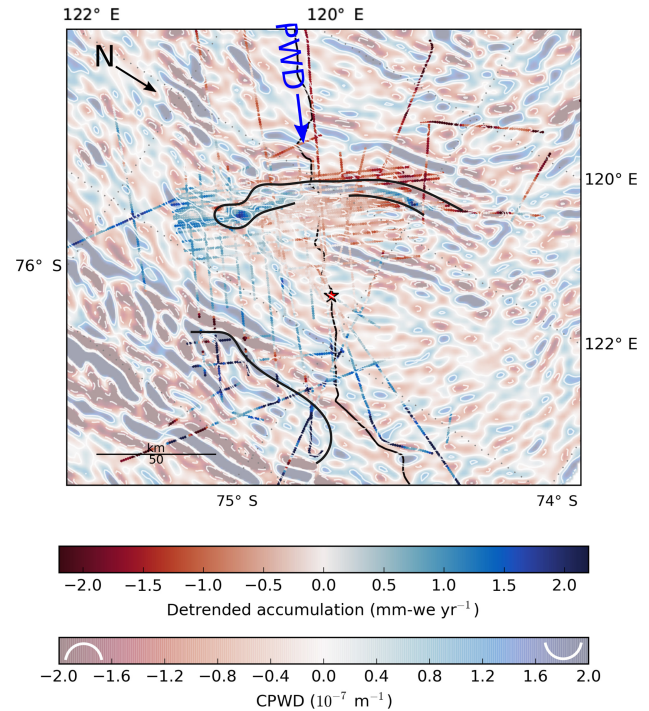 122° E
120° E
N
PWD
120° E
76° S
122° E
km
50
75° S
74° S
−2.0 −1.5 −1.0 −0.5 0.0 0.5 1.0 1.5 2.0
Detrended accumulation (mm-we yr⁻¹)
−2.0 −1.6 −1.2 −0.8 −0.4 0.0 0.4 0.8 1.2 1.6 2.0
CPWD (10⁻⁷ m⁻¹)